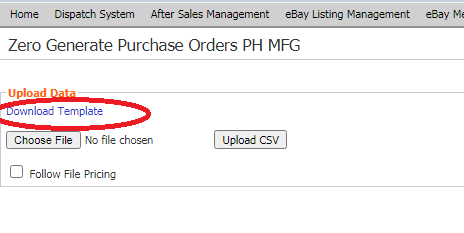 Home Dispatch System After Sales Management eBay Listing Management eBay Me
Zero Generate Purchase Orders PH MFG
Upload Data
Download Template
Choose File No file chosen Upload CSV
Follow File Pricing